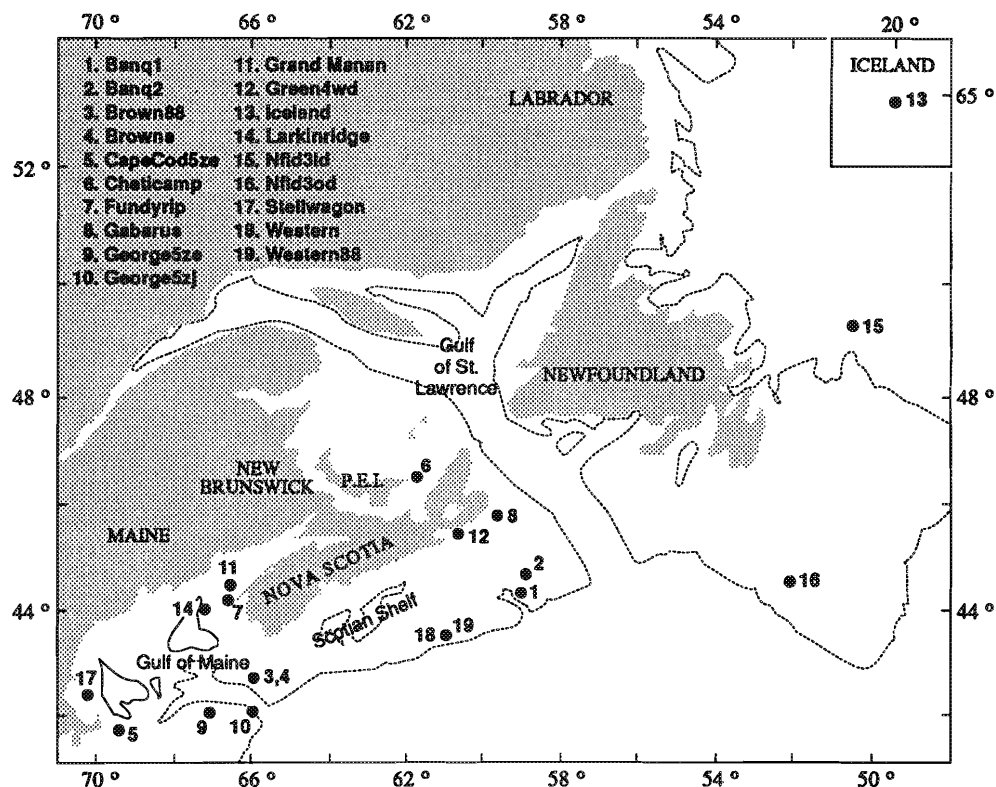 70 º 66 º 62 º 58 º 54 º 20 º
1. Banq1
2. Banq2
3. Brown88
4. Browns
5. CapeCod5ze
6. Cheticamp
7. Fundyrip
8. Gabarus
9. George5ze
10. George5zj
11. Grand Manan
12. Green4wd
13. Iceland
14. Larkinridge
15. Nfld3ld
16. Nfld3od
17. Stellwagon
18. Western
19. Western88
ICELAND
13
65 º
LABRADOR
52 º
15
Gulf
of St.
Lawrence
NEWFOUNDLAND
48 º
48 º
NEW
BRUNSWICK
P.E.I.
6
MAINE
8
12
NOVA SCOTIA
11
2
1
16
14
7
44 º
44 º
Scotian Shelf
18 19
Gulf of Maine
3,4
17
5
9
10
70 º 66 º 62 º 58 º 54 º 50 º